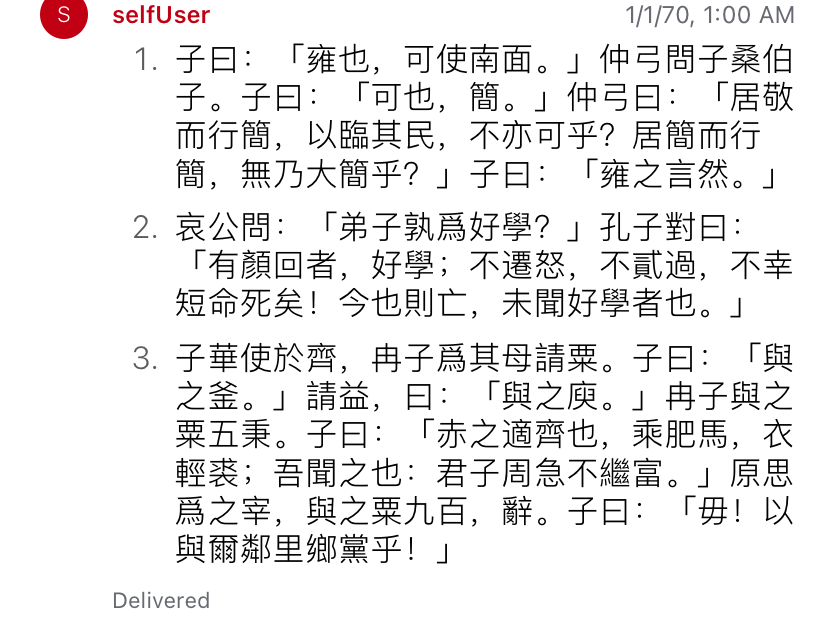 S
selfUser 1/1/70, 1:00 AM
1. 子曰：「雍也，可使南面。」仲弓問子桑伯
子。子曰：「可也，簡。」仲弓曰：「居敬
而行簡，以臨其民，不亦可乎？居簡而行
簡，無乃大簡乎？」子曰：「雍之言然。」
2. 哀公問：「弟子孰爲好學？」孔子對曰：
「有顏回者，好學；不遷怒，不貳過，不幸
短命死矣！今也則亡，未聞好學者也。」
3. 子華使於齊，冉子爲其母請粟。子曰：「與
之釜。」請益，曰：「與之庾。」冉子與之
粟五秉。子曰：「赤之適齊也，乘肥馬，衣
輕裘；吾聞之也：君子周急不繼富。」原思
爲之宰，與之粟九百，辭。子曰：「毋！以
與爾鄰里鄉黨乎！」
Delivered